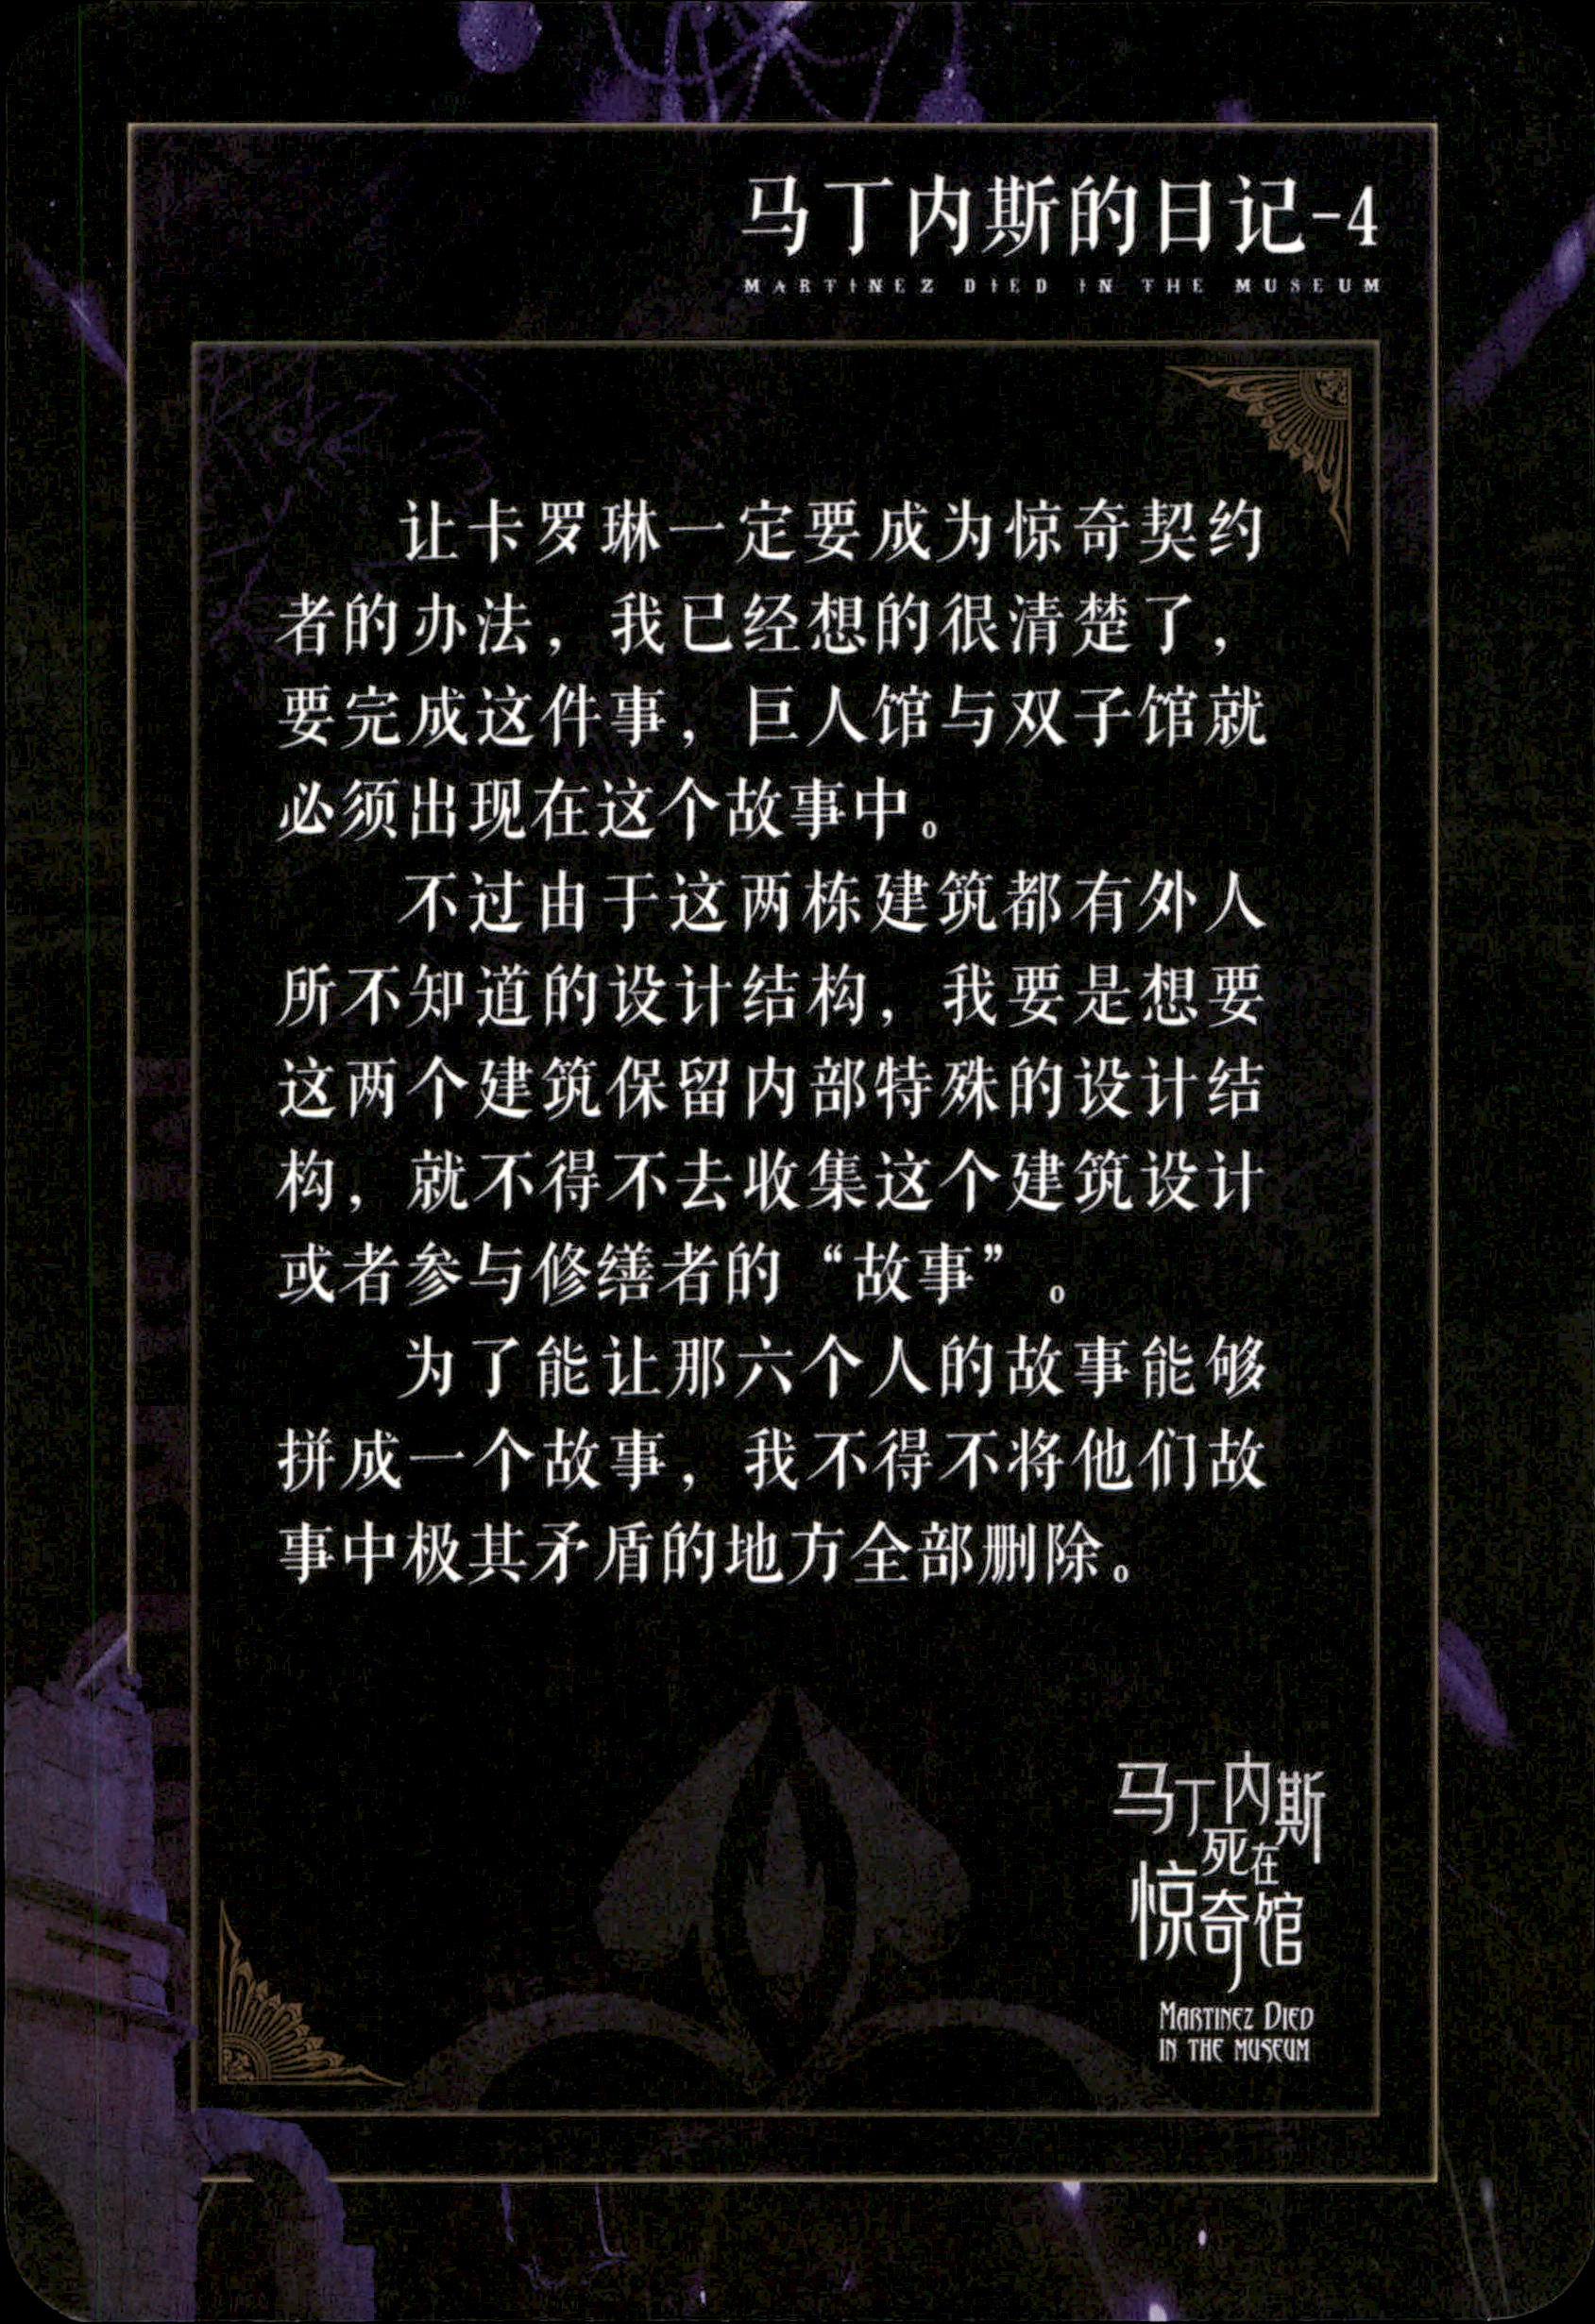 马丁内斯的日记-4
MARTINEZ DIED IN THE MUSEUM
让卡罗琳一定要成为惊奇契约
者的办法，我已经想的很清楚了，
要完成这件事，巨人馆与双子馆就
必须出现在这个故事中。
不过由于这两栋建筑都有外人
所不知道的设计结构，我要是想要
这两个建筑保留内部特殊的设计结
构，就不得不去收集这个建筑设计
或者参与修缮者的“故事”。
为了能让那六个人的故事能够
拼成一个故事，我不得不将他们故
事中极其矛盾的地方全部删除。
马丁内斯
死在
惊奇馆
MARTINEZ DIED
IN THE MUSEUM